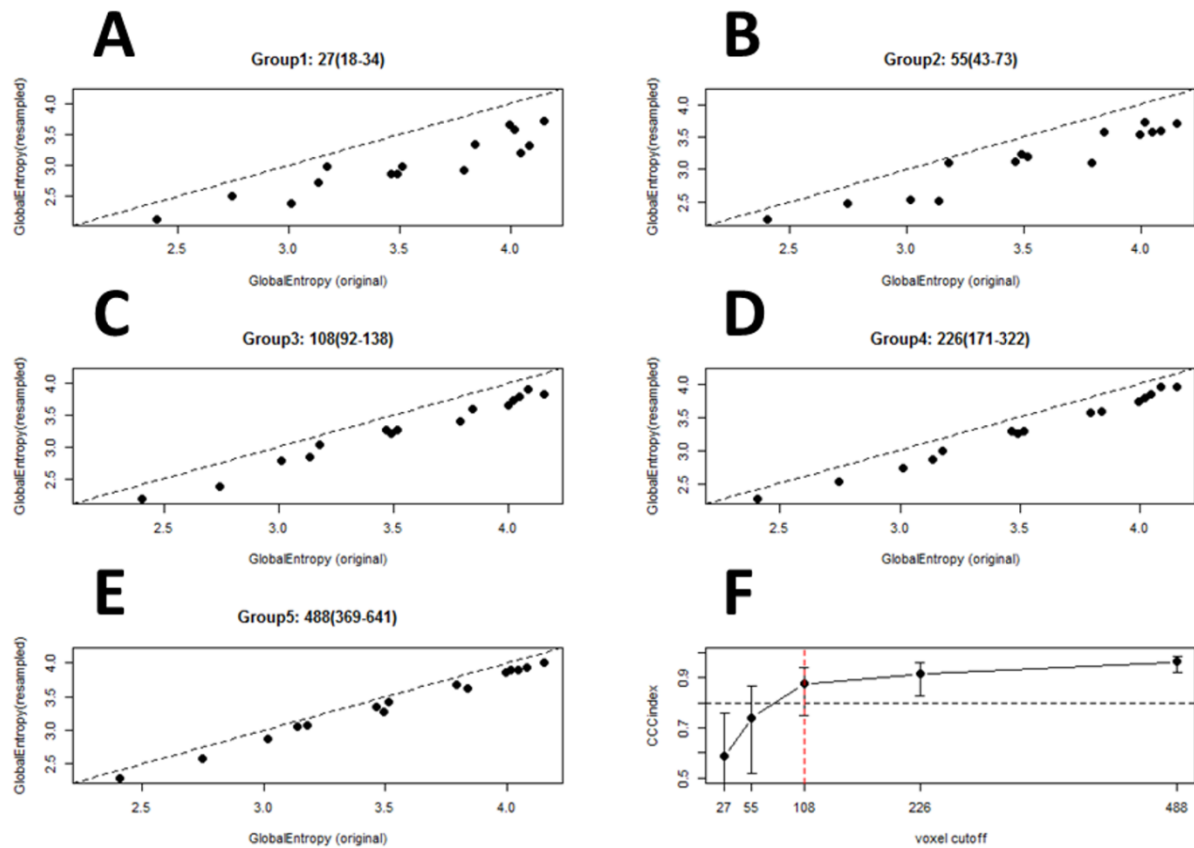 A
Group1: 27(18-34)
GlobalEntropy(resampled)
2.5 3.0 3.5 4.0
2.5 3.0 3.5 4.0
GlobalEntropy (original)
B
Group2: 55(43-73)
GlobalEntropy(resampled)
2.5 3.0 3.5 4.0
2.5 3.0 3.5 4.0
GlobalEntropy (original)
C
Group3: 108(92-138)
GlobalEntropy(resampled)
2.5 3.0 3.5 4.0
2.5 3.0 3.5 4.0
GlobalEntropy (original)
D
Group4: 226(171-322)
GlobalEntropy(resampled)
2.5 3.0 3.5 4.0
2.5 3.0 3.5 4.0
GlobalEntropy (original)
E
Group5: 488(369-641)
GlobalEntropy(resampled)
2.5 3.0 3.5 4.0
2.5 3.0 3.5 4.0
GlobalEntropy (original)
F
CCCindex
0.5 0.7 0.9
27 55 108 226 488
voxel cutoff